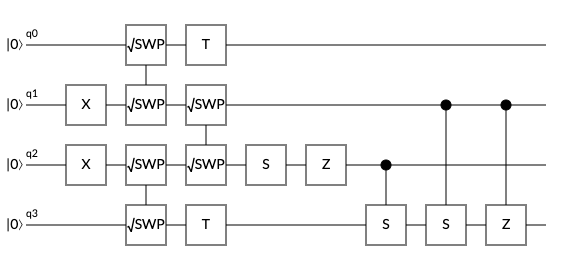 |0⟩ q0 √SWP T
|0⟩ q1 X √SWP √SWP
|0⟩ q2 X √SWP √SWP S Z
|0⟩ q3 √SWP T S S Z